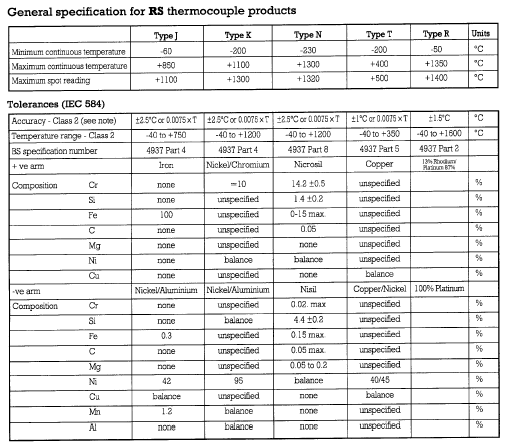 General specification for RS thermocouple products
Type J Type K Type N Type T Type R Units
Minimum continuous temperature -60 -200 -230 -200 -50 °C
Maximum continuous temperature +850 +1100 +1300 +400 +1350 °C
Maximum spot reading +1100 +1300 +1320 +500 +1400 °C
Tolerances (IEC 584)
Accuracy - Class 2 (see note) ±2.5°C or 0.0075 × T ±2.5°C or 0.0075 × T ±2.5°C or 0.0075 × T ±1°C or 0.0075 × T ±1.5°C °C
Temperature range - Class 2 -40 to +750 -40 to +1200 -40 to +1200 -40 to +350 -40 to +1600 °C
BS specification number 4937 Part 4 4937 Part 4 4937 Part 8 4937 Part 5 4937 Part 2
+ ve arm Iron Nickel/Chromium Nicrosil Copper 13% Rhodium/ Platinum 87%
Composition Cr none =10 14.2 ±0.5 unspecified %
Si none unspecified 1.4 ±0.2 unspecified %
Fe 100 unspecified 0-15 max. unspecified %
C none unspecified 0.05 unspecified %
Mg none unspecified none unspecified %
Ni none balance balance unspecified %
Cu none unspecified none balance %
-ve arm Nickel/Aluminium Nickel/Aluminium Nisil Copper/Nickel 100% Platinum
Composition Cr none unspecified 0.02. max unspecified %
Si none balance 4.4 ±0.2 unspecified %
Fe 0.3 unspecified 0.15 max unspecified %
C none unspecified 0.05 max. unspecified %
Mg none unspecified 0.05 to 0.2 unspecified %
Ni 42 95 balance 40/45 %
Cu balance unspecified none balance %
Mn 1.2 balance none unspecified %
Al none balance none unspecified %